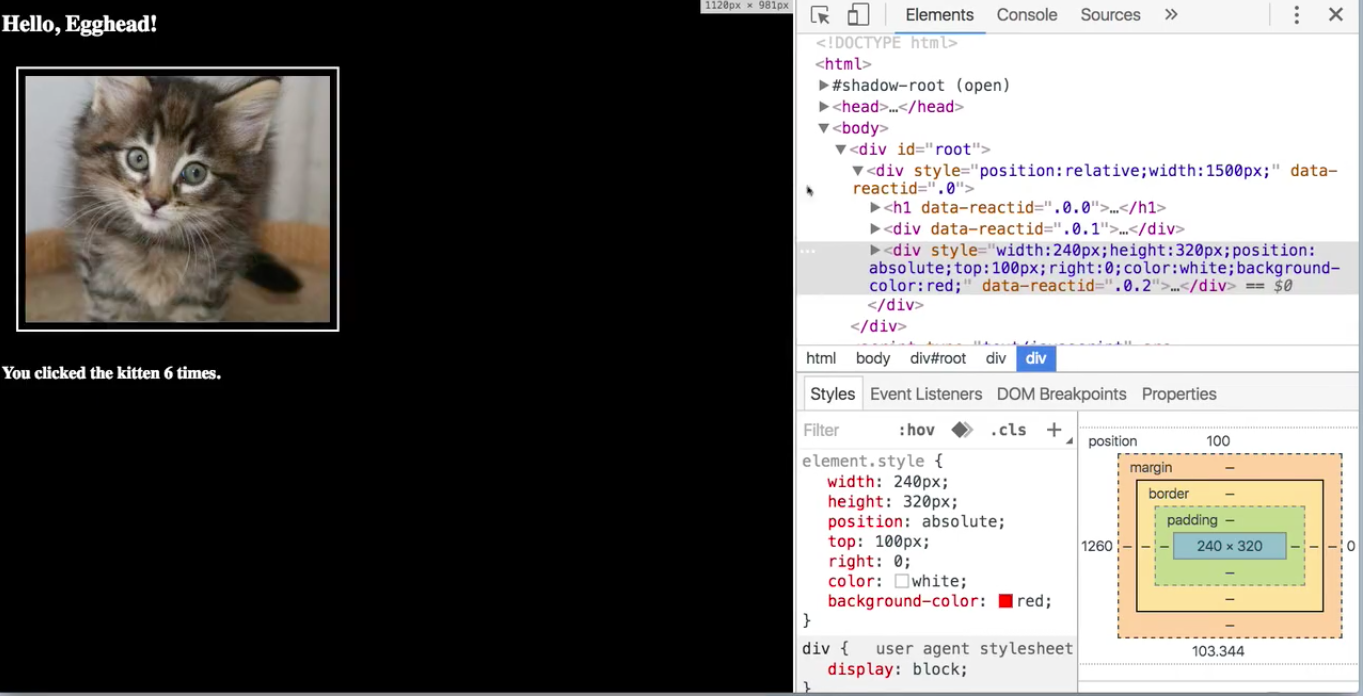 1120px × 981px
Hello, Egghead!
You clicked the kitten 6 times.
Elements Console Sources »
<!DOCTYPE html>
<html>
▶#shadow-root (open)
▶<head>…</head>
▼<body>
▼<div id="root">
▼<div style="position:relative;width:1500px;" data-
reactid=".0">
▶<h1 data-reactid=".0.0">…</h1>
▶<div data-reactid=".0.1">…</div>
▶<div style="width:240px;height:320px;position:
absolute;top:100px;right:0;color:white;background-
color:red;" data-reactid=".0.2">…</div> == $0
</div>
</div>
html body div#root div div
Styles Event Listeners DOM Breakpoints Properties
Filter :hov .cls +
element.style {
width: 240px;
height: 320px;
position: absolute;
top: 100px;
right: 0;
color: white;
background-color: red;
}
div { user agent stylesheet
display: block;
}
position 100
margin –
border –
padding –
1260 – – – 240 × 320 – – – 0
–
–
–
103.344